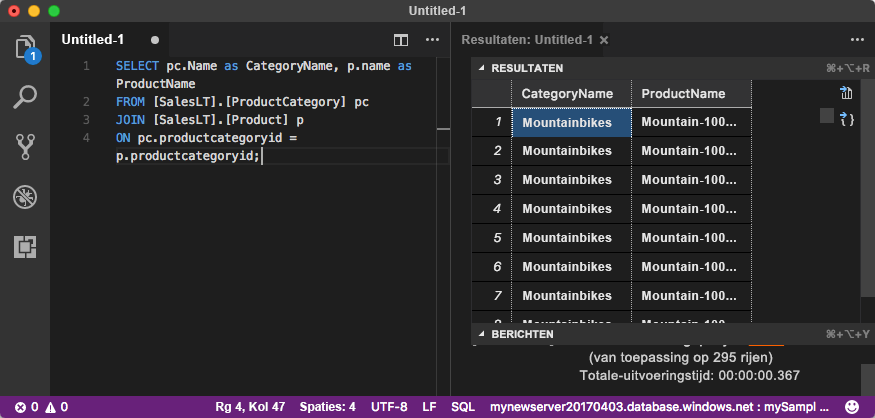 Untitled-1
Untitled-1
Resultaten: Untitled-1
1
1 SELECT pc.Name as CategoryName, p.name as
ProductName
2 FROM [SalesLT].[ProductCategory] pc
3 JOIN [SalesLT].[Product] p
4 ON pc.productcategoryid =
p.productcategoryid;
RESULTATEN ⌘+⌥+R
CategoryName ProductName
1 Mountainbikes Mountain-100...
2 Mountainbikes Mountain-100...
3 Mountainbikes Mountain-100...
4 Mountainbikes Mountain-100...
5 Mountainbikes Mountain-100...
6 Mountainbikes Mountain-100...
7 Mountainbikes Mountain-100...
BERICHTEN ⌘+⌥+Y
(van toepassing op 295 rijen)
Totale-uitvoeringstijd: 00:00:00.367
0 0 Rg 4, Kol 47 Spaties: 4 UTF-8 LF SQL mynewserver20170403.database.windows.net : mySampl ...